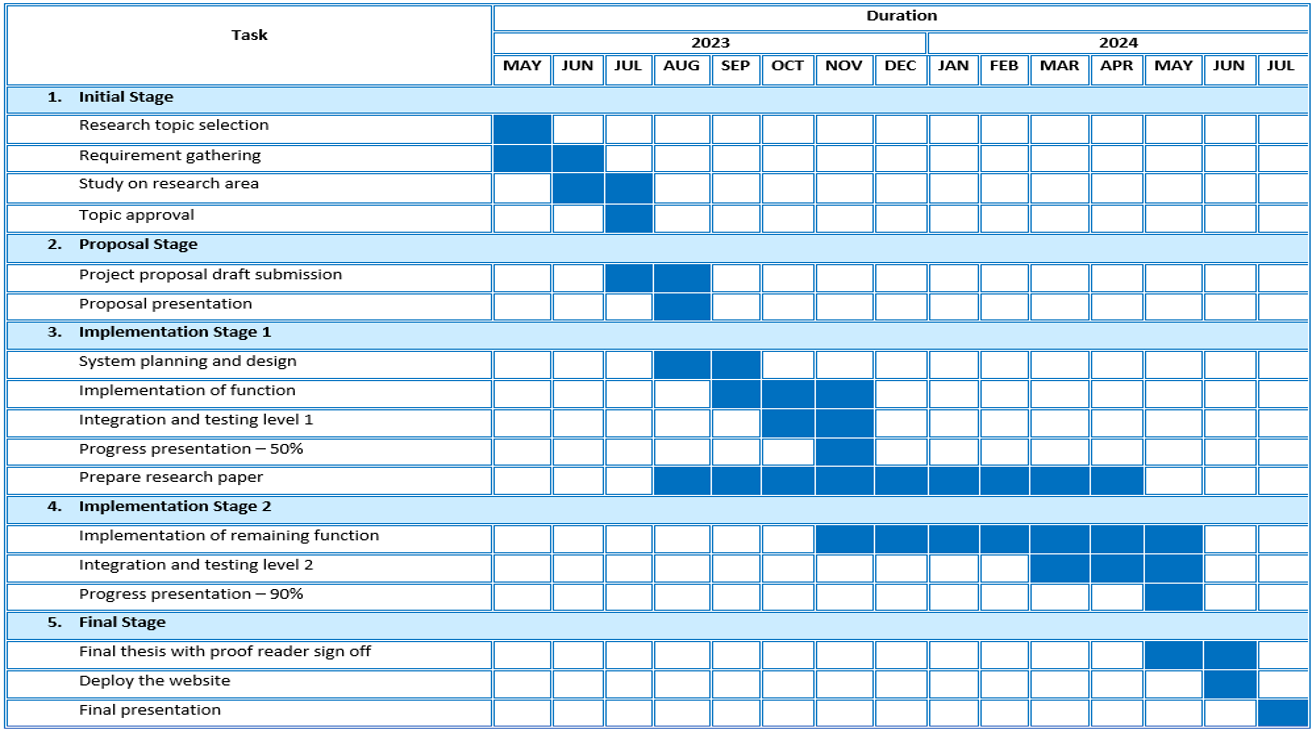 Duration
Task
2023 2024
MAY JUN JUL AUG SEP OCT NOV DEC JAN FEB MAR APR MAY JUN JUL
1. Initial Stage
Research topic selection
Requirement gathering
Study on research area
Topic approval
2. Proposal Stage
Project proposal draft submission
Proposal presentation
3. Implementation Stage 1
System planning and design
Implementation of function
Integration and testing level 1
Progress presentation – 50%
Prepare research paper
4. Implementation Stage 2
Implementation of remaining function
Integration and testing level 2
Progress presentation – 90%
5. Final Stage
Final thesis with proof reader sign off
Deploy the website
Final presentation